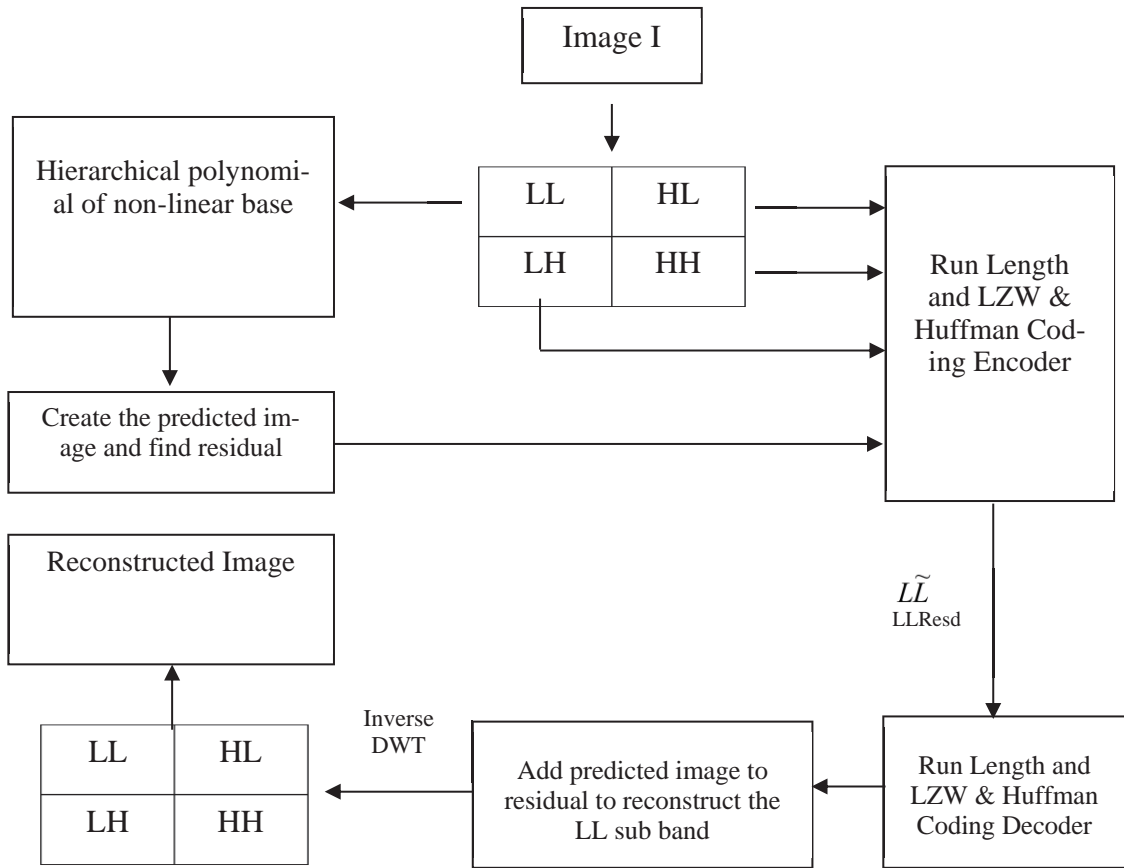 Image I
Hierarchical polynomi-
al of non-linear base
LL HL
LH HH
Run Length
and LZW &
Huffman Cod-
ing Encoder
Create the predicted im-
age and find residual
Reconstructed Image
LL̃
LLResd
Inverse
DWT
LL HL
LH HH
Add predicted image to
residual to reconstruct the
LL sub band
Run Length and
LZW & Huffman
Coding Decoder